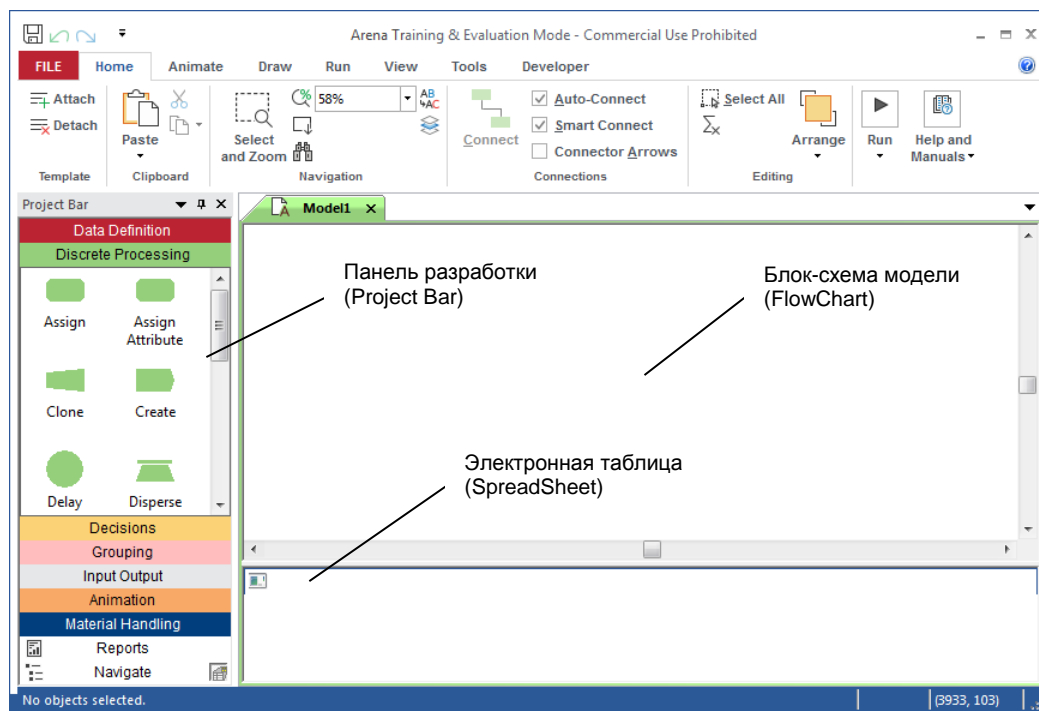 Arena Training & Evaluation Mode - Commercial Use Prohibited
FILE Home Animate Draw Run View Tools Developer
Attach
Detach
Template
Paste
Clipboard
Select and Zoom
58%
AB
AC
Navigation
Connect
Auto-Connect
Smart Connect
Connector Arrows
Connections
Select All
Arrange
Editing
Run
Help and Manuals
Project Bar
Model1
Data Definition
Discrete Processing
Assign
Assign Attribute
Clone
Create
Delay
Disperse
Decisions
Grouping
Input Output
Animation
Material Handling
Reports
Navigate
Панель разработки
(Project Bar)
Блок-схема модели
(FlowChart)
Электронная таблица
(SpreadSheet)
No objects selected.
(3933, 103)